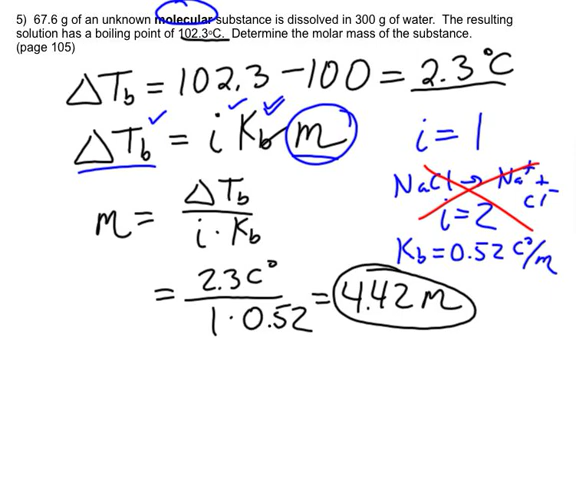 5) 67.6 g of an unknown molecular substance is dissolved in 300 g of water. The resulting
solution has a boiling point of 102.3°C. Determine the molar mass of the substance.
(page 105)
ΔTb = 102.3 - 100 = 2.3°C
ΔTb = i Kb m
i = 1
NaCl → Na⁺ + Cl⁻
i = 2
Kb = 0.52 C°/m
m = ΔTb / i · Kb
= 2.3C° / 1 · 0.52 = 4.42 m